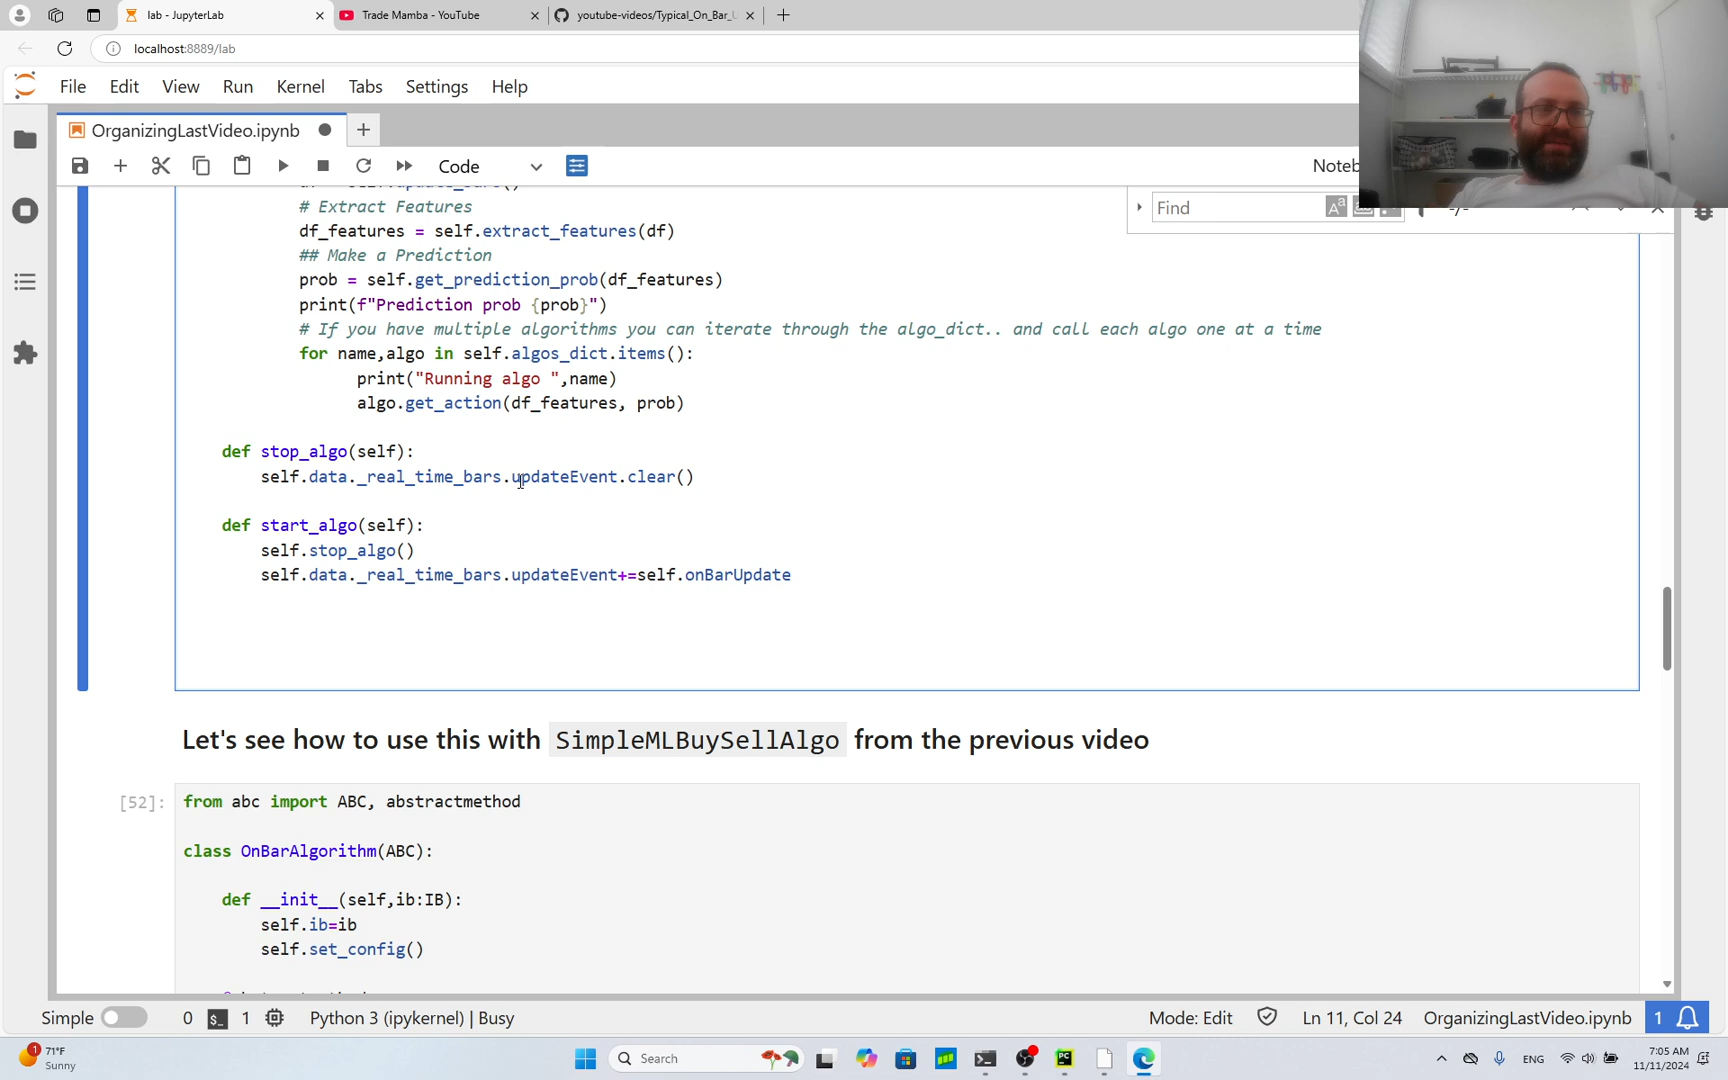 lab - JupyterLab
Trade Mamba - YouTube
youtube-videos/Typical_On_Bar_U
localhost:8889/lab
File Edit View Run Kernel Tabs Settings Help
OrganizingLastVideo.ipynb
Code
Noteb
Find
# Extract Features
df_features = self.extract_features(df)
## Make a Prediction
prob = self.get_prediction_prob(df_features)
print(f"Prediction prob {prob}")
# If you have multiple algorithms you can iterate through the algo_dict.. and call each algo one at a time
for name,algo in self.algos_dict.items():
print("Running algo ",name)
algo.get_action(df_features, prob)
def stop_algo(self):
self.data._real_time_bars.updateEvent.clear()
def start_algo(self):
self.stop_algo()
self.data._real_time_bars.updateEvent+=self.onBarUpdate
Let's see how to use this with SimpleMLBuySellAlgo from the previous video
[52]:
from abc import ABC, abstractmethod
class OnBarAlgorithm(ABC):
def __init__(self,ib:IB):
self.ib=ib
self.set_config()
Simple 0 1 Python 3 (ipykernel) | Busy Mode: Edit Ln 11, Col 24 OrganizingLastVideo.ipynb 1
1
71°F
Sunny
Search
ENG
7:05 AM
11/11/2024